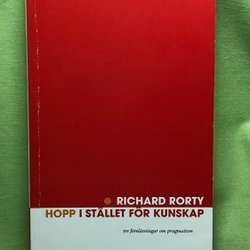 RICHARD RORTY
HOPP I STÄLLET FÖR KUNSKAP
tre föreläsningar om pragmatism